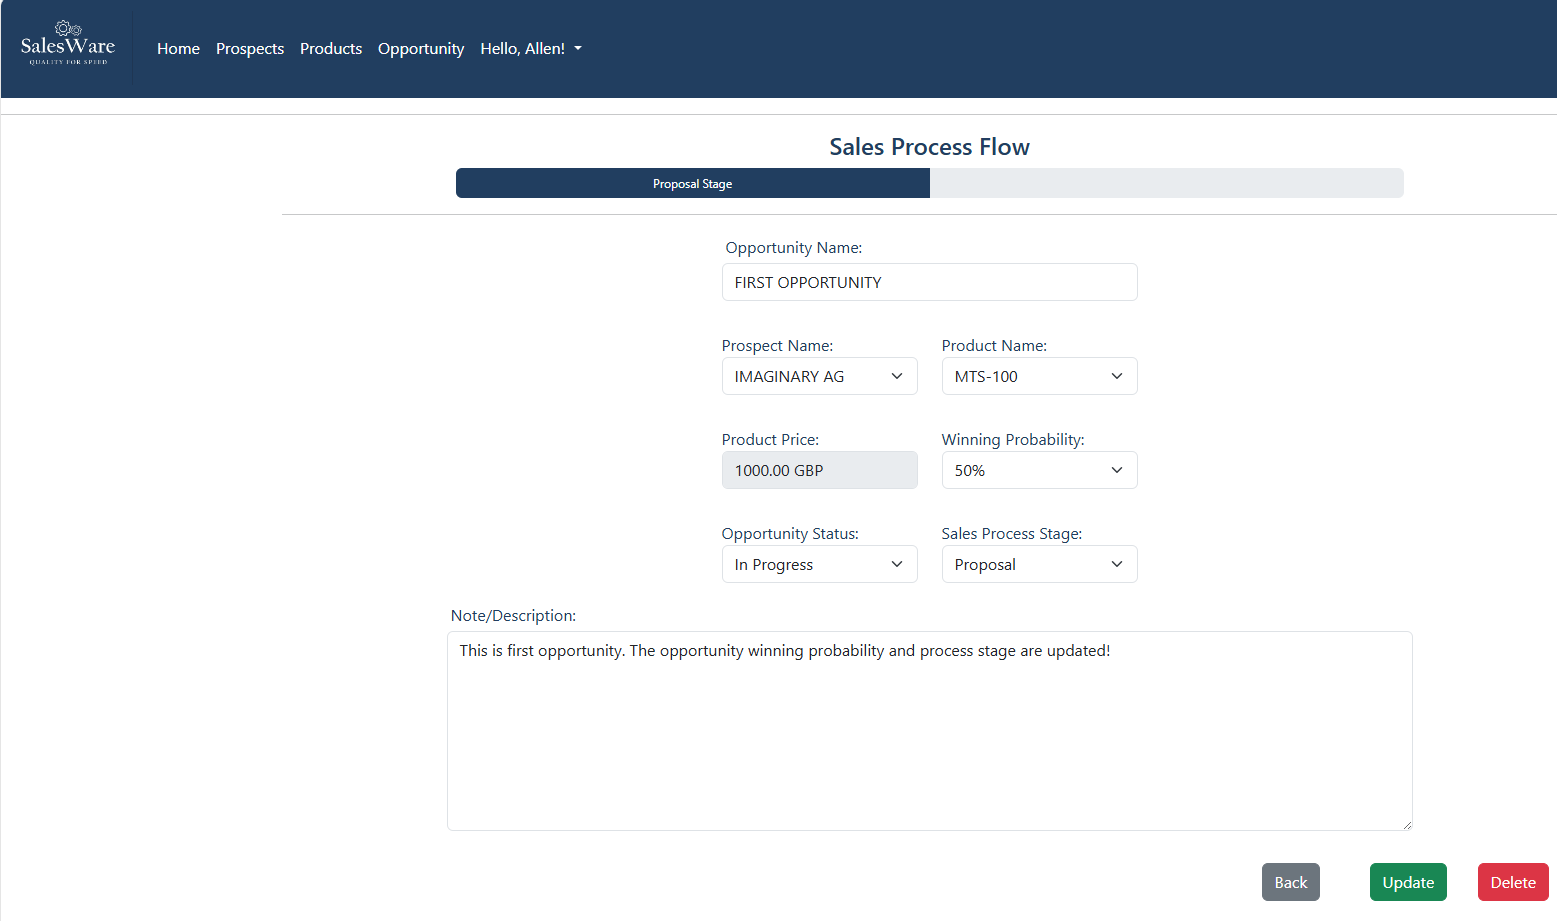 SalesWare
QUALITY FOR SPEED
Home Prospects Products Opportunity Hello, Allen!
Sales Process Flow
Proposal Stage
Opportunity Name:
FIRST OPPORTUNITY
Prospect Name: Product Name:
IMAGINARY AG MTS-100
Product Price: Winning Probability:
1000.00 GBP 50%
Opportunity Status: Sales Process Stage:
In Progress Proposal
Note/Description:
This is first opportunity. The opportunity winning probability and process stage are updated!
Back Update Delete